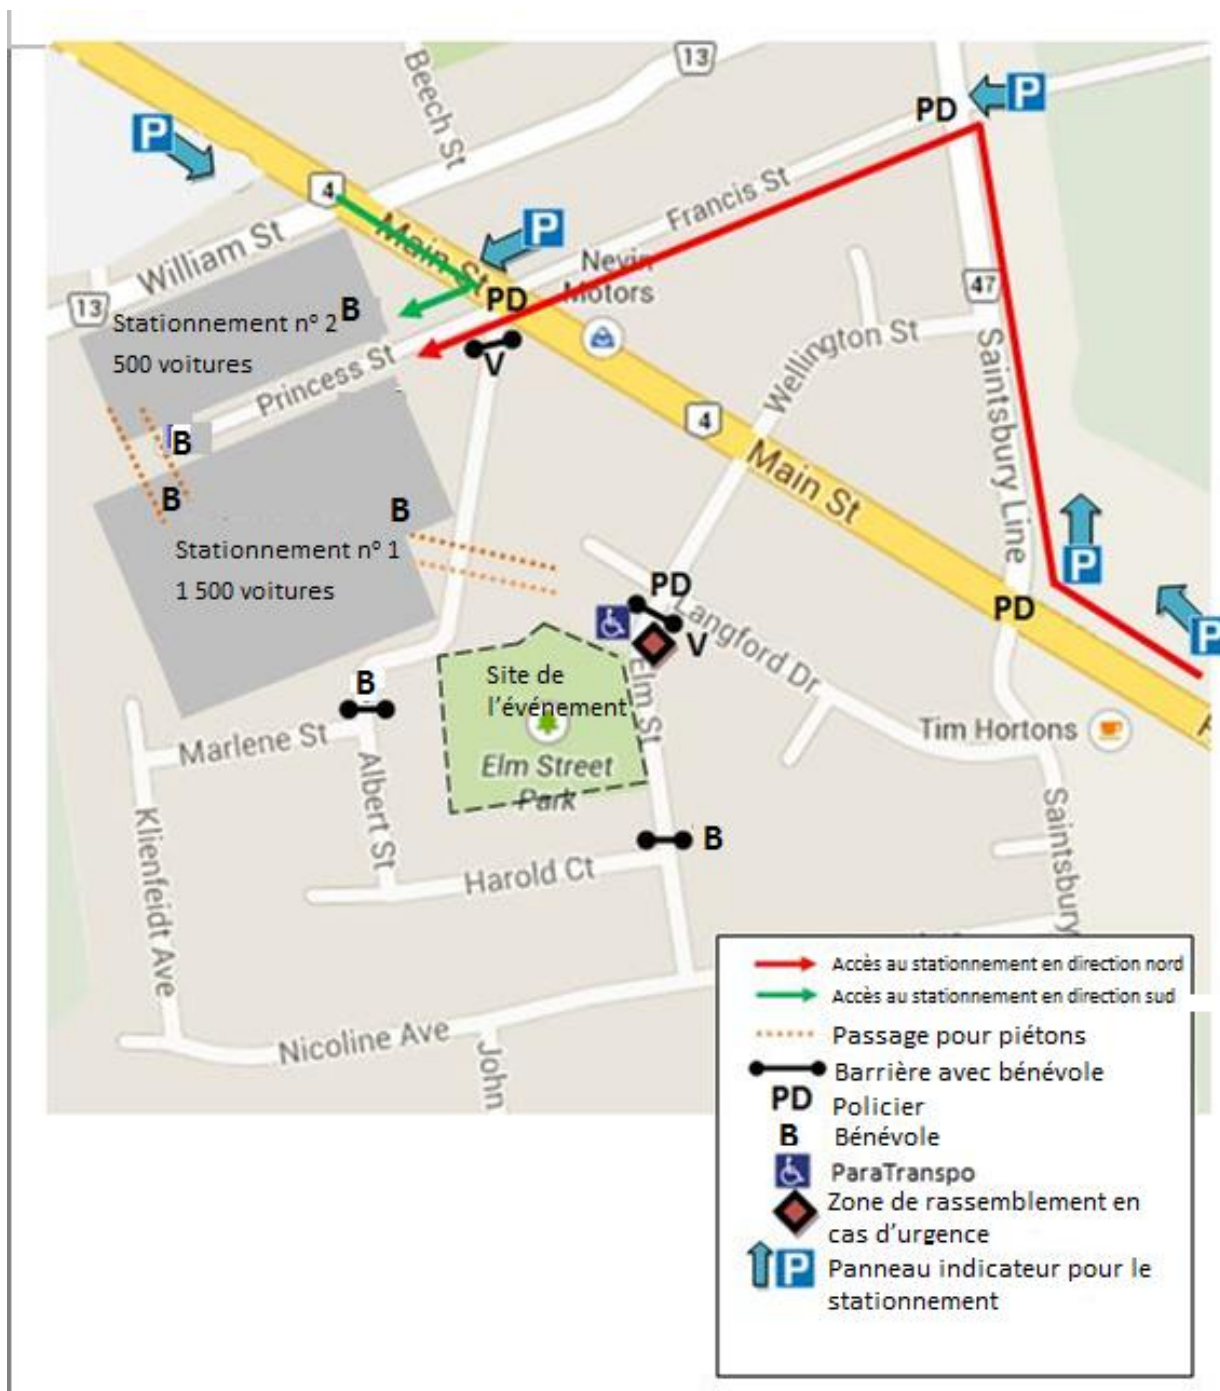 13
Beech St
PD
P
P
4
Francis St
P
William St
Main St
Nevin
Motors
47
13
PD
B
Stationnement nº 2
500 voitures
Wellington St
V
Princess St
Saintsbury Line
4
Main St
B
B
B
Stationnement nº 1
1 500 voitures
P
PD
PD
P
Langford Dr
V
Site de
l’événement
Elm St
B
Marlene St
Tim Hortons
Elm Street
Park
Albert St
Klienfeidt Ave
Saintsbury
B
Harold Ct
Nicoline Ave
John
Accès au stationnement en direction nord
Accès au stationnement en direction sud
Passage pour piétons
Barrière avec bénévole
PD Policier
B Bénévole
ParaTranspo
Zone de rassemblement en
cas d’urgence
P Panneau indicateur pour le
stationnement